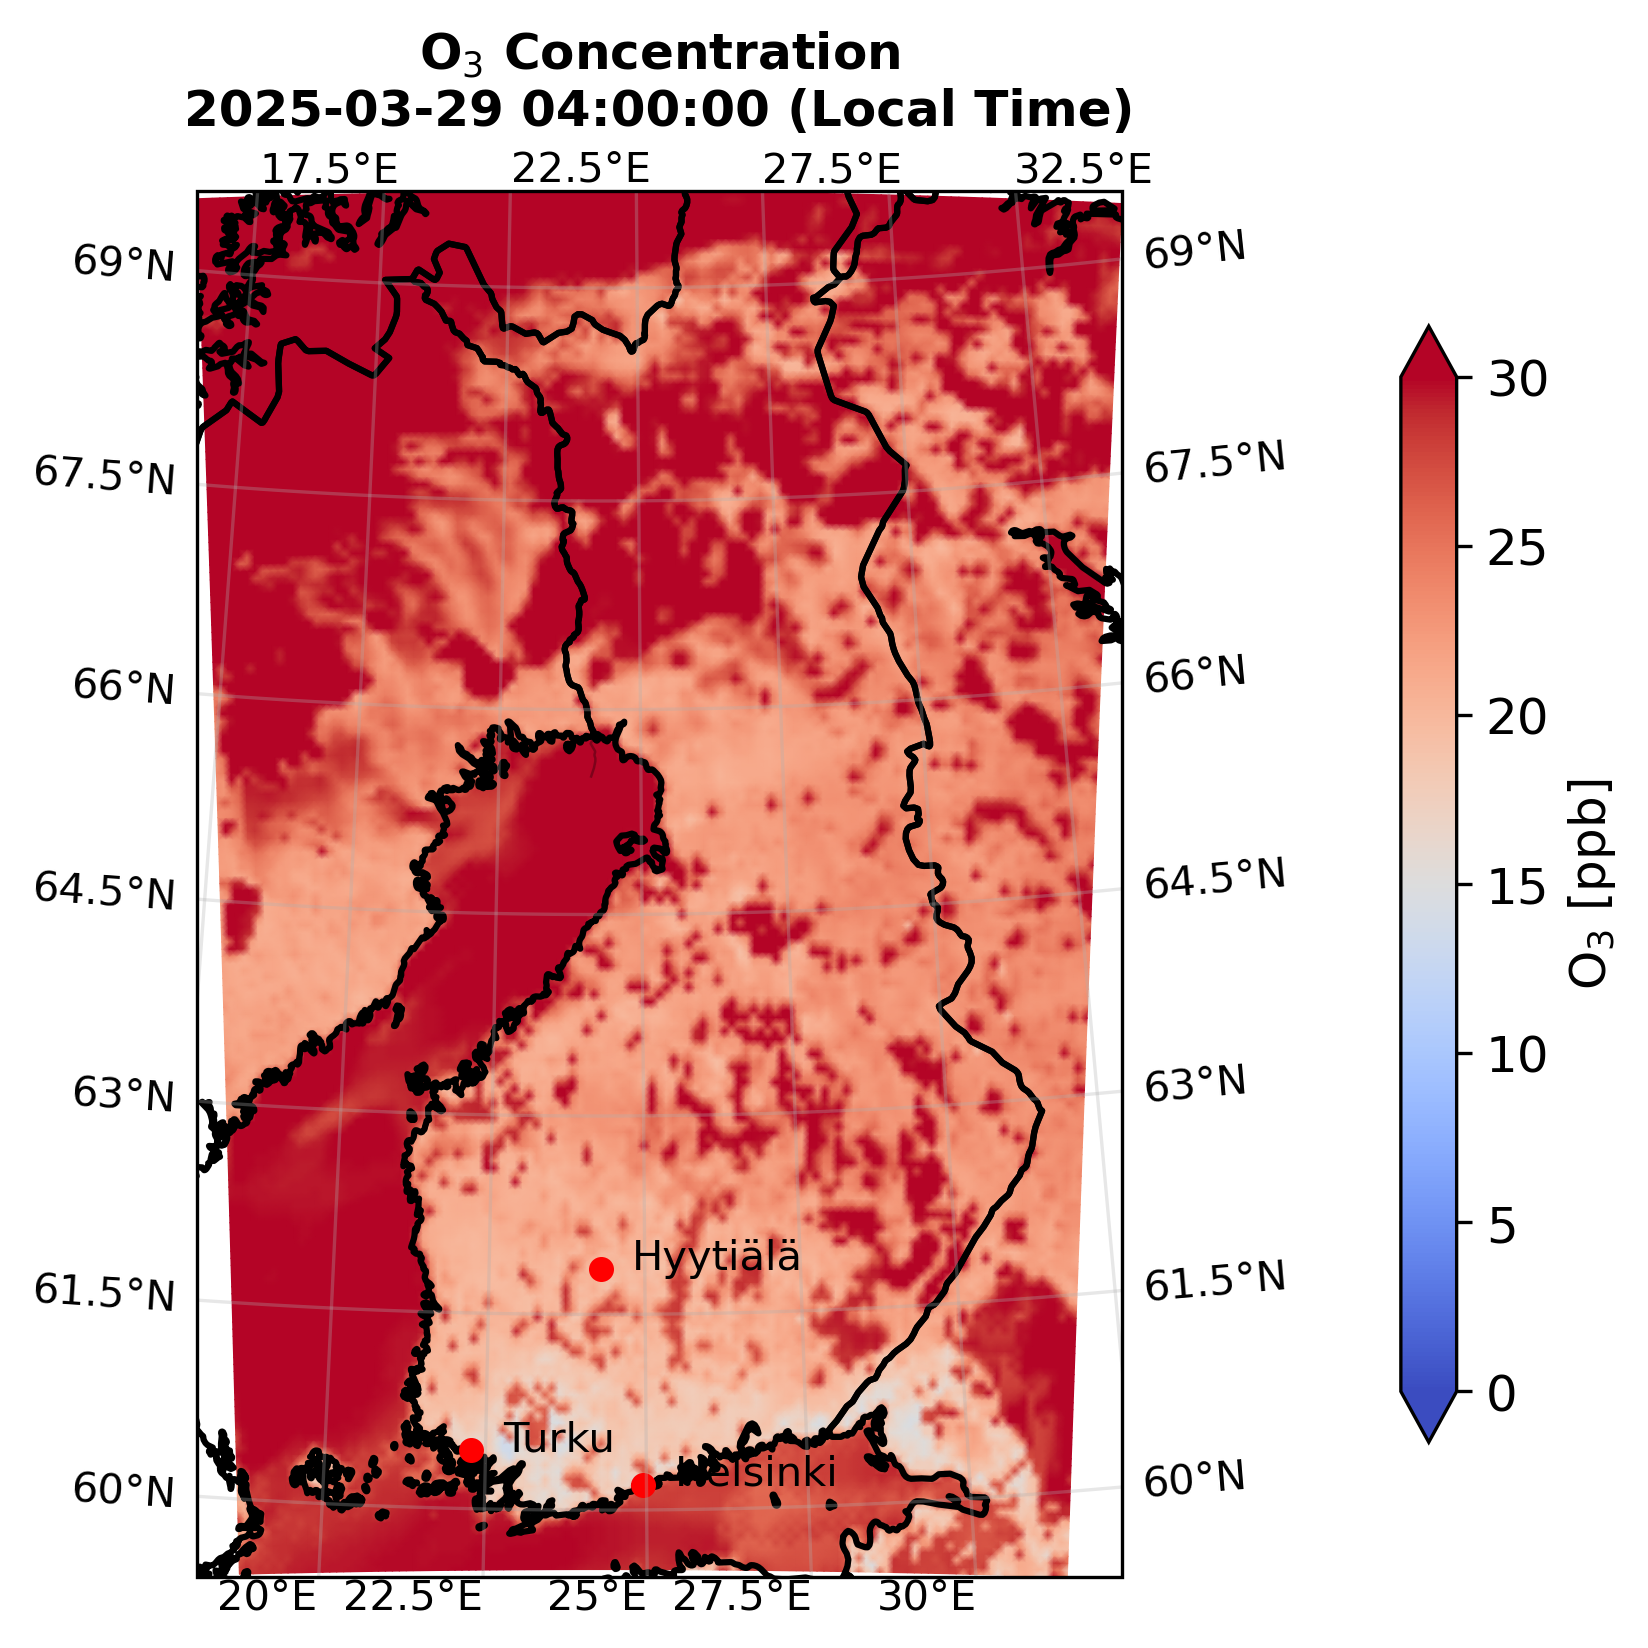 O₃ Concentration
2025-03-29 04:00:00 (Local Time)
17.5°E 22.5°E 27.5°E 32.5°E
69°N 69°N
67.5°N 67.5°N
66°N 66°N
64.5°N 64.5°N
63°N 63°N
61.5°N 61.5°N
60°N 60°N
Hyytiälä
Turku
Helsinki
20°E 22.5°E 25°E 27.5°E 30°E
30
25
20
15
10
5
0
O₃ [ppb]